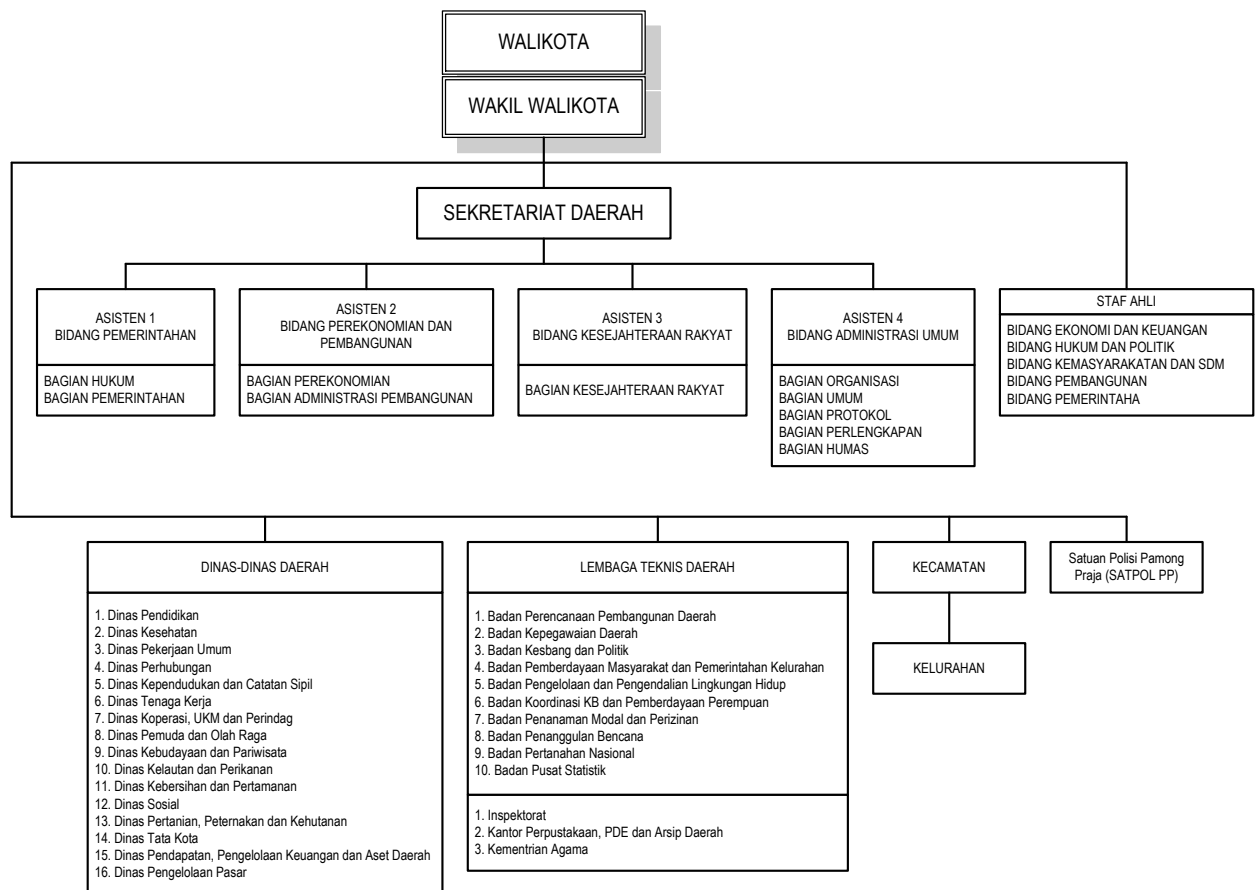 WALIKOTA
WAKIL WALIKOTA
SEKRETARIAT DAERAH
ASISTEN 1
BIDANG PEMERINTAHAN
BAGIAN HUKUM
BAGIAN PEMERINTAHAN
ASISTEN 2
BIDANG PEREKONOMIAN DAN
PEMBANGUNAN
BAGIAN PEREKONOMIAN
BAGIAN ADMINISTRASI PEMBANGUNAN
ASISTEN 3
BIDANG KESEJAHTERAAN RAKYAT
BAGIAN KESEJAHTERAAN RAKYAT
ASISTEN 4
BIDANG ADMINISTRASI UMUM
BAGIAN ORGANISASI
BAGIAN UMUM
BAGIAN PROTOKOL
BAGIAN PERLENGKAPAN
BAGIAN HUMAS
STAF AHLI
BIDANG EKONOMI DAN KEUANGAN
BIDANG HUKUM DAN POLITIK
BIDANG KEMASYARAKATAN DAN SDM
BIDANG PEMBANGUNAN
BIDANG PEMERINTAHA
DINAS-DINAS DAERAH
1. Dinas Pendidikan
2. Dinas Kesehatan
3. Dinas Pekerjaan Umum
4. Dinas Perhubungan
5. Dinas Kependudukan dan Catatan Sipil
6. Dinas Tenaga Kerja
7. Dinas Koperasi, UKM dan Perindag
8. Dinas Pemuda dan Olah Raga
9. Dinas Kebudayaan dan Pariwisata
10. Dinas Kelautan dan Perikanan
11. Dinas Kebersihan dan Pertamanan
12. Dinas Sosial
13. Dinas Pertanian, Peternakan dan Kehutanan
14. Dinas Tata Kota
15. Dinas Pendapatan, Pengelolaan Keuangan dan Aset Daerah
16. Dinas Pengelolaan Pasar
LEMBAGA TEKNIS DAERAH
1. Badan Perencanaan Pembangunan Daerah
2. Badan Kepegawaian Daerah
3. Badan Kesbang dan Politik
4. Badan Pemberdayaan Masyarakat dan Pemerintahan Kelurahan
5. Badan Pengelolaan dan Pengendalian Lingkungan Hidup
6. Badan Koordinasi KB dan Pemberdayaan Perempuan
7. Badan Penanaman Modal dan Perizinan
8. Badan Penanggulan Bencana
9. Badan Pertanahan Nasional
10. Badan Pusat Statistik
1. Inspektorat
2. Kantor Perpustakaan, PDE dan Arsip Daerah
3. Kementrian Agama
KECAMATAN
KELURAHAN
Satuan Polisi Pamong
Praja (SATPOL PP)